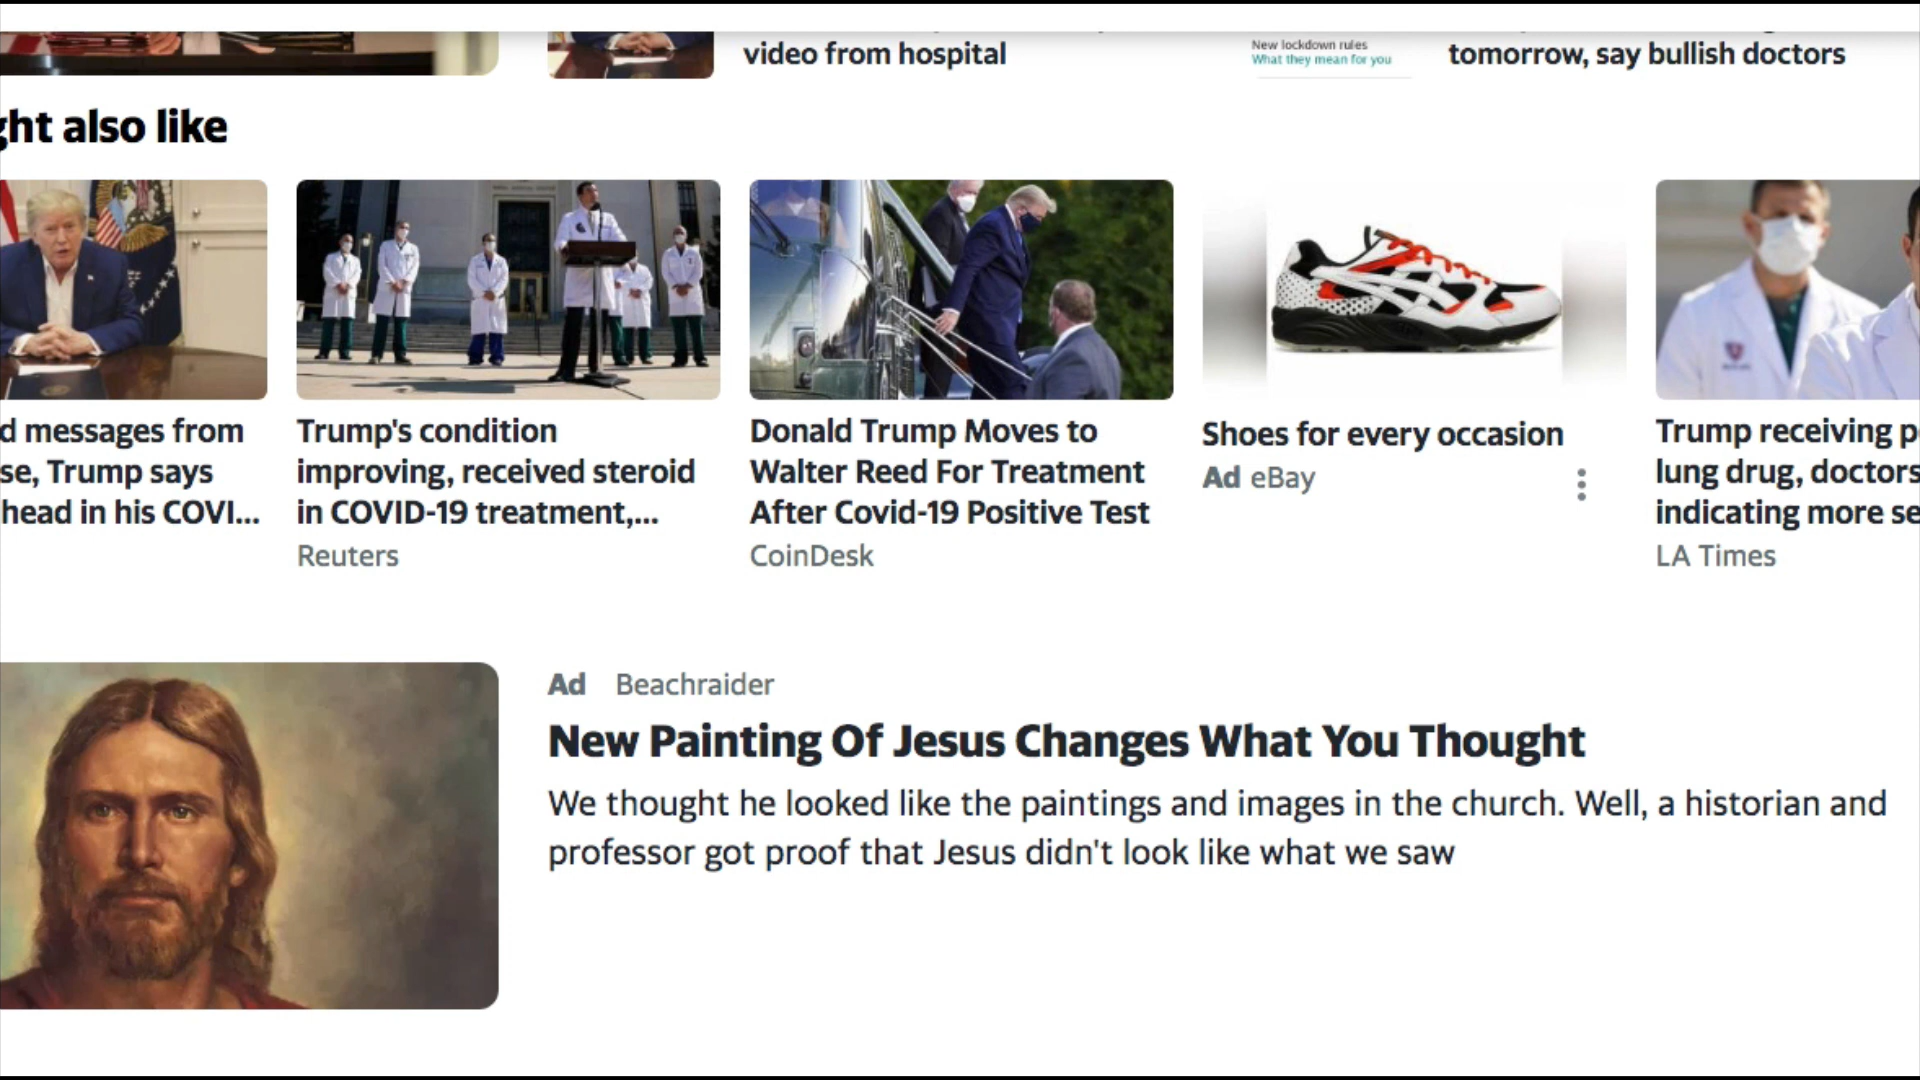 video from hospital
New lockdown rules
What they mean for you
tomorrow, say bullish doctors
ght also like
d messages from
se, Trump says
head in his COVI...
Trump's condition
improving, received steroid
in COVID-19 treatment,...
Reuters
Donald Trump Moves to
Walter Reed For Treatment
After Covid-19 Positive Test
CoinDesk
Shoes for every occasion
Ad eBay
Trump receiving p
lung drug, doctors
indicating more se
LA Times
Ad Beachraider
New Painting Of Jesus Changes What You Thought
We thought he looked like the paintings and images in the church. Well, a historian and
professor got proof that Jesus didn't look like what we saw